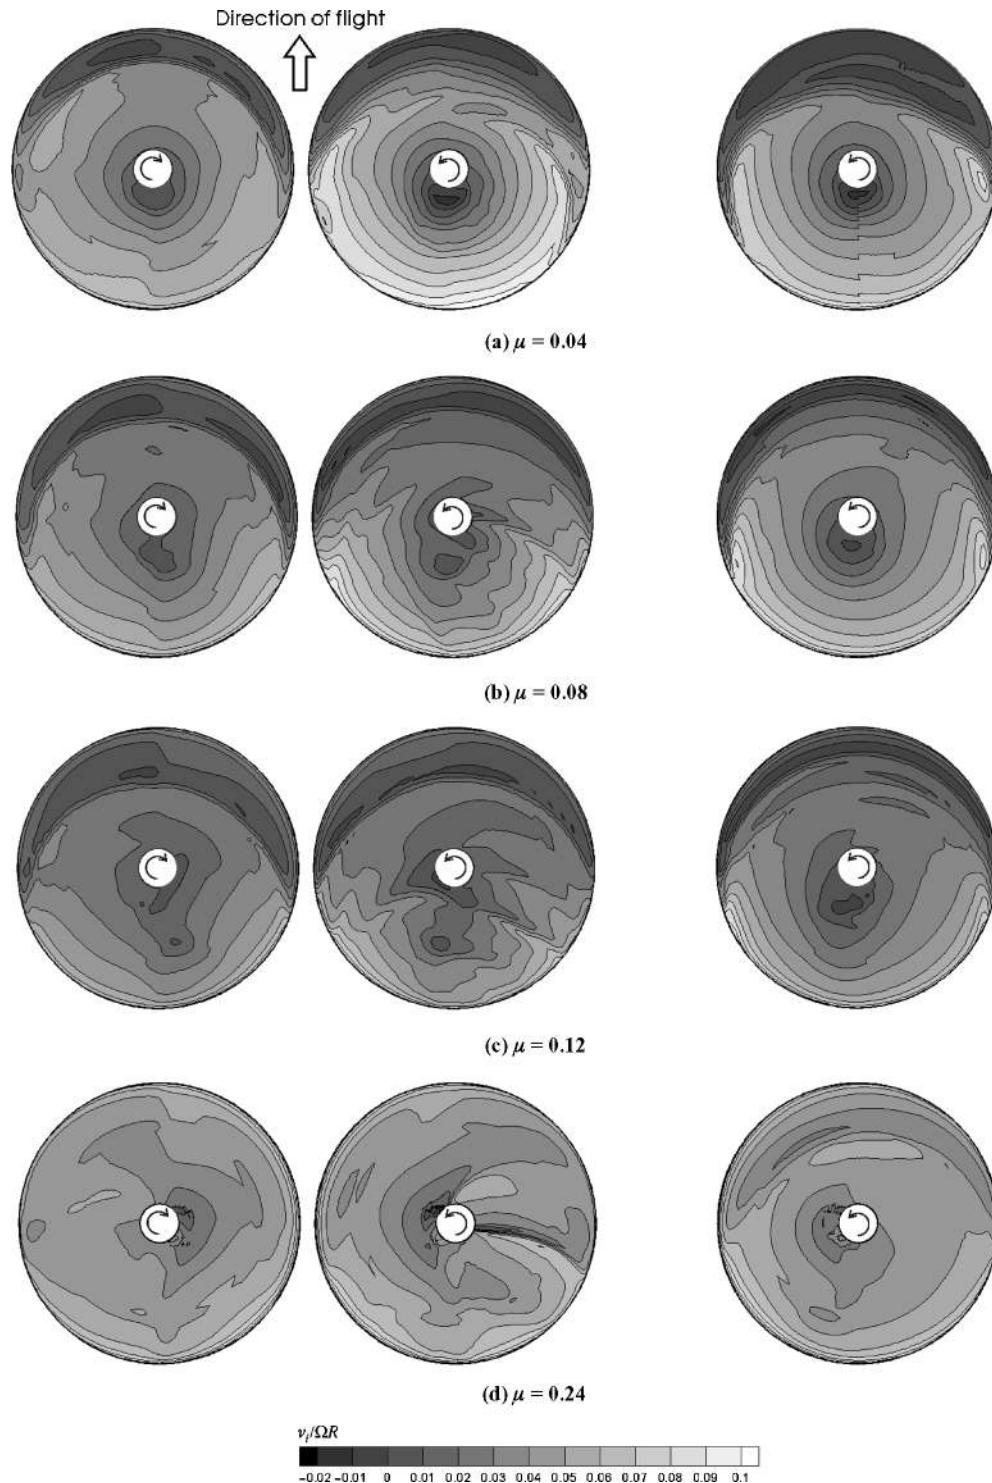 Direction of flight
(a) μ = 0.04
(b) μ = 0.08
(c) μ = 0.12
(d) μ = 0.24
νᵢ/ΩR
−0.02 −0.01 0 0.01 0.02 0.03 0.04 0.05 0.06 0.07 0.08 0.09 0.1